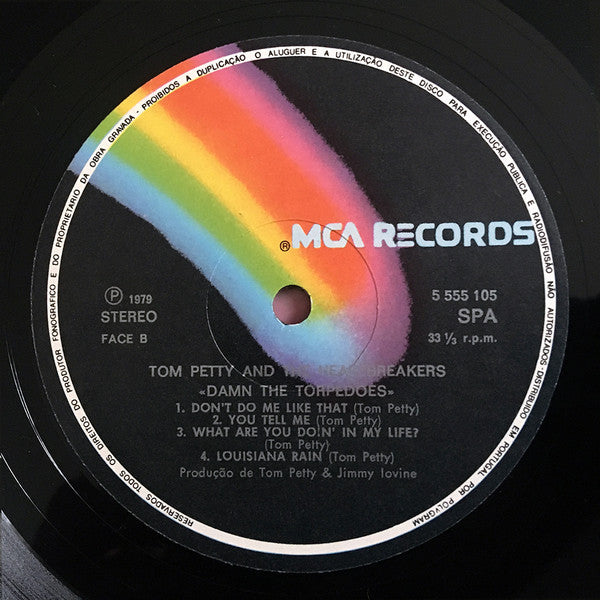 RESERVADOS TODOS OS DIREITOS DO PRODUTOR FONOGRAFICO E DO PROPRIETARIO DA OBRA GRAVADA - PROIBIDOS A DUPLICAÇÃO O ALUGUER E A UTILIZAÇÃO DESTE DISCO PARA EXECUÇÃO PUBLICA E RADIODIFUSÃO NÃO AUTORIZADOS - DISTRIBUIDO EM PORTUGAL POR POLYGRAM
® MCA RECORDS
Ⓟ 1979
STEREO
FACE B
5 555 105
SPA
33 ⅓ r.p.m.
TOM PETTY AND THE HEARTBREAKERS
«DAMN THE TORPEDOES»
1. DON'T DO ME LIKE THAT (Tom Petty)
2. YOU TELL ME (Tom Petty)
3. WHAT ARE YOU DOIN' IN MY LIFE?
(Tom Petty)
4. LOUISIANA RAIN (Tom Petty)
Produção de Tom Petty & Jimmy Iovine